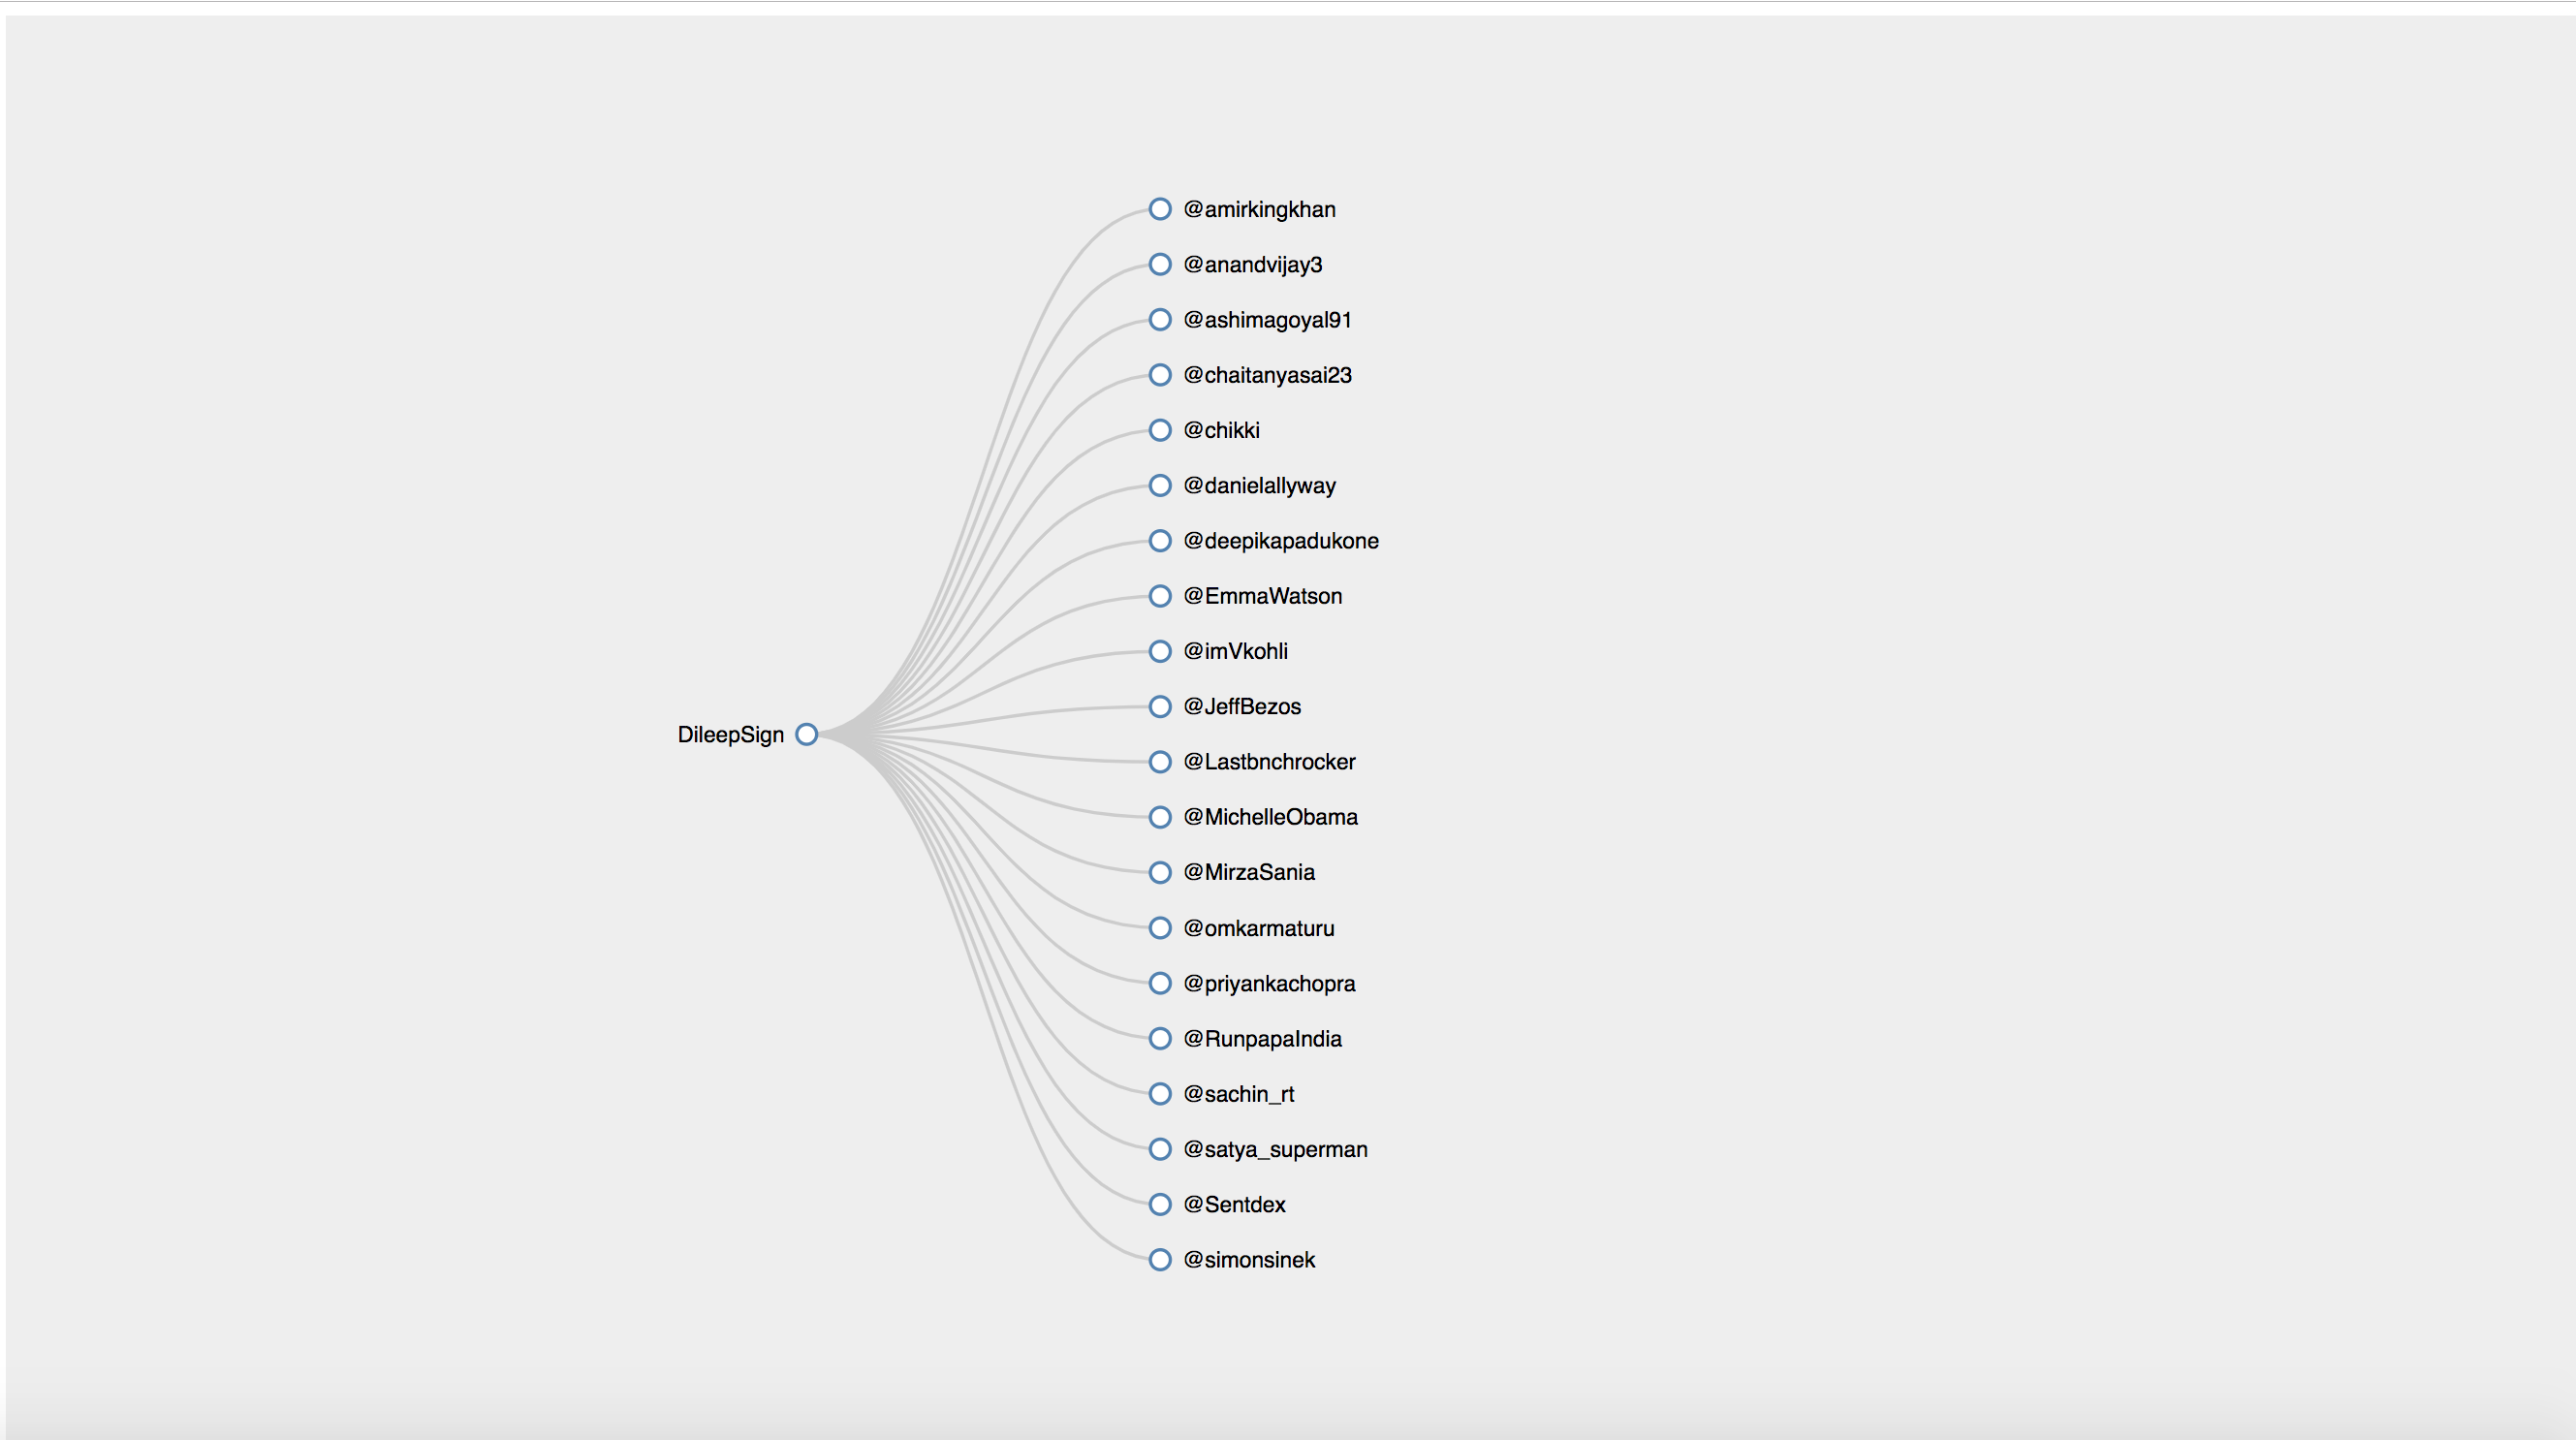 @amirkingkhan
@anandvijay3
@ashimagoyal91
@chaitanyasai23
@chikki
@danielallyway
@deepikapadukone
@EmmaWatson
@imVkohli
@JeffBezos
DileepSign
@Lastbnchrocker
@MichelleObama
@MirzaSania
@omkarmaturu
@priyankachopra
@RunpapaIndia
@sachin_rt
@satya_superman
@Sentdex
@simonsinek